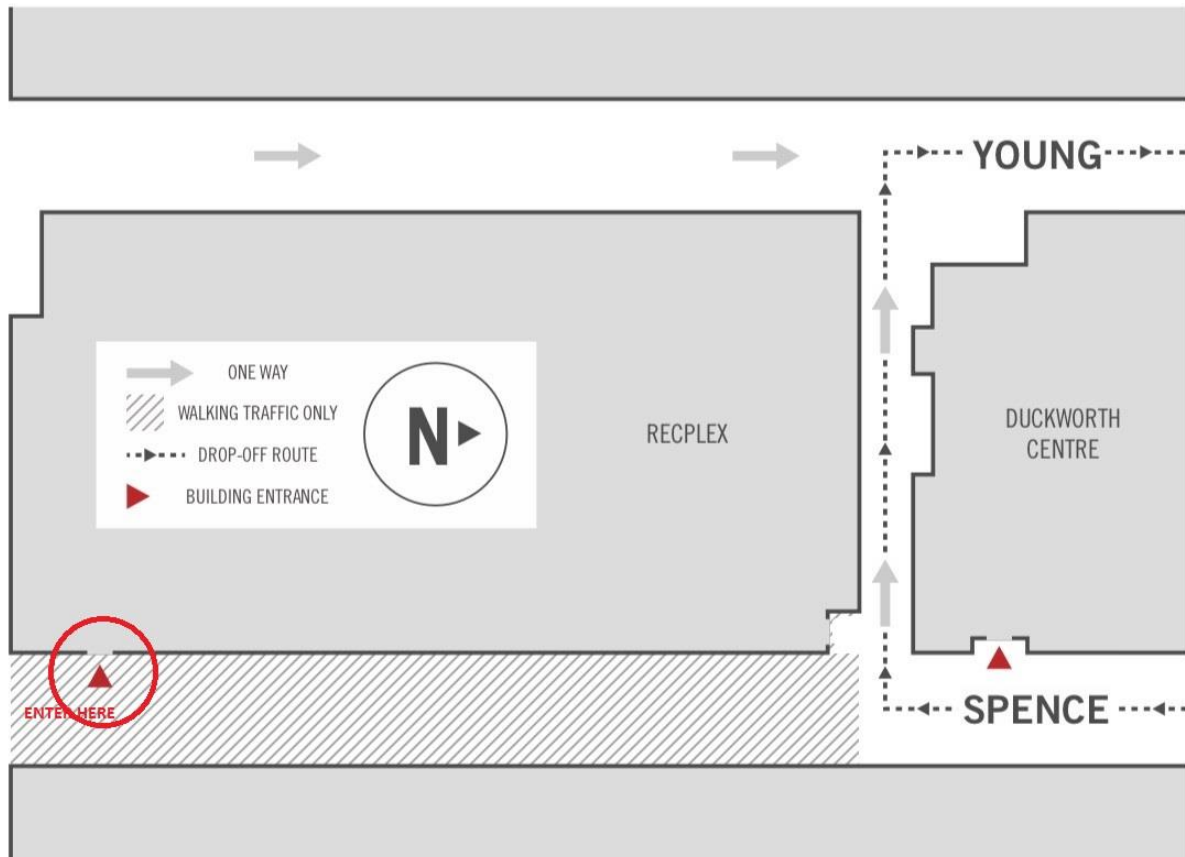 YOUNG
ONE WAY
WALKING TRAFFIC ONLY
DROP-OFF ROUTE
BUILDING ENTRANCE
N
RECPLEX
DUCKWORTH
CENTRE
ENTER HERE
SPENCE